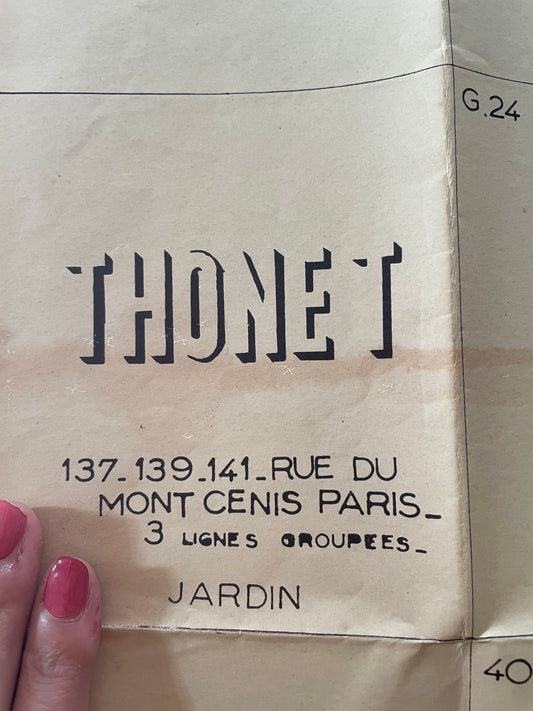 G.24
THONET
137_139_141_RUE DU
MONT CENIS PARIS_
3 LIGNES GROUPEES_
JARDIN
40